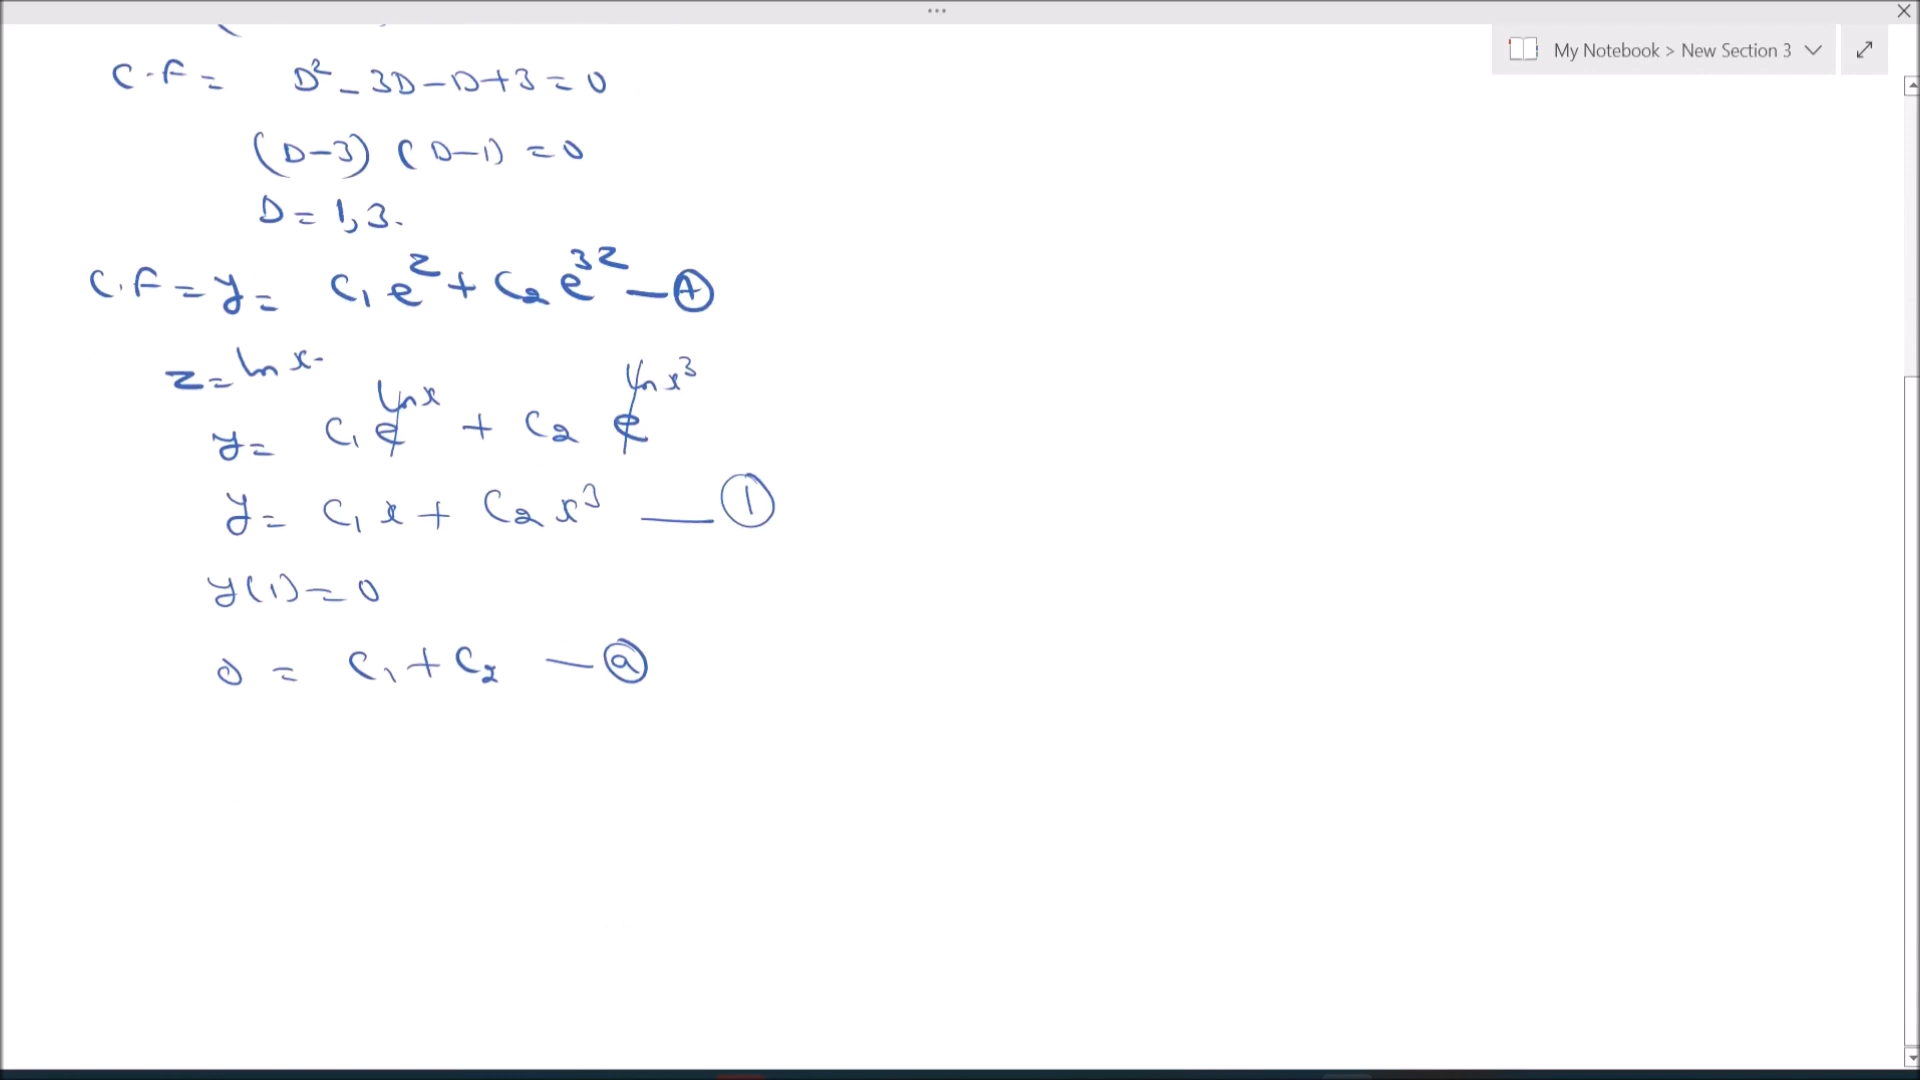 ...
My Notebook > New Section 3
C.F = D² - 3D - D + 3 = 0
(D-3) (D-1) = 0
D = 1, 3.
C.F = y = C₁e^z + C₂e^3z — Ⓐ
z = ln x.
y = C₁ e^ln x + C₂ e^ln x³
y = C₁x + C₂x³ — ①
y(1) = 0
0 = C₁ + C₂ — ⓐ